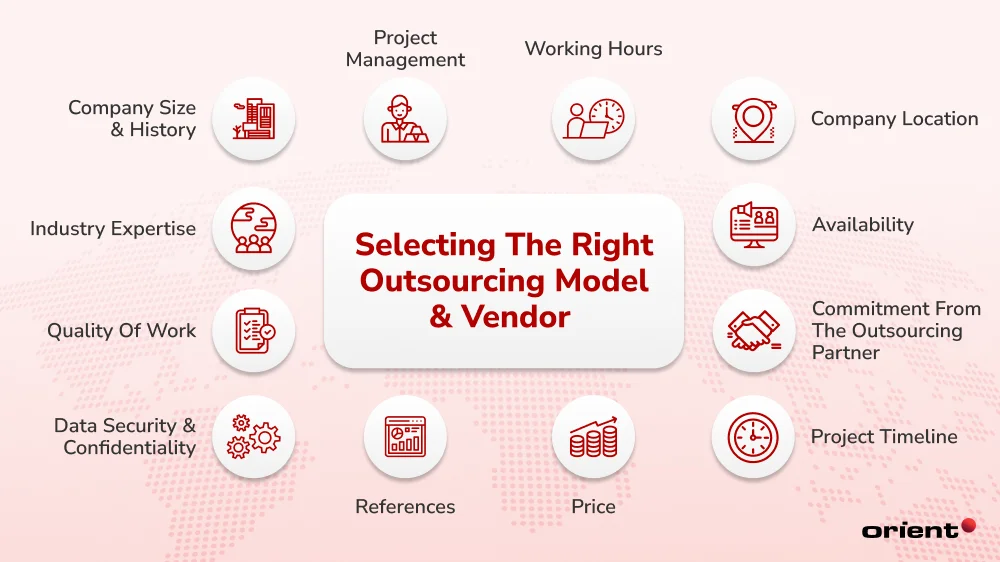 Project
Management
Working Hours
Company Size
& History
Company Location
Industry Expertise
Availability
Selecting The Right
Outsourcing Model
& Vendor
Quality Of Work
Commitment From
The Outsourcing
Partner
Data Security &
Confidentiality
Project Timeline
References
Price
orient